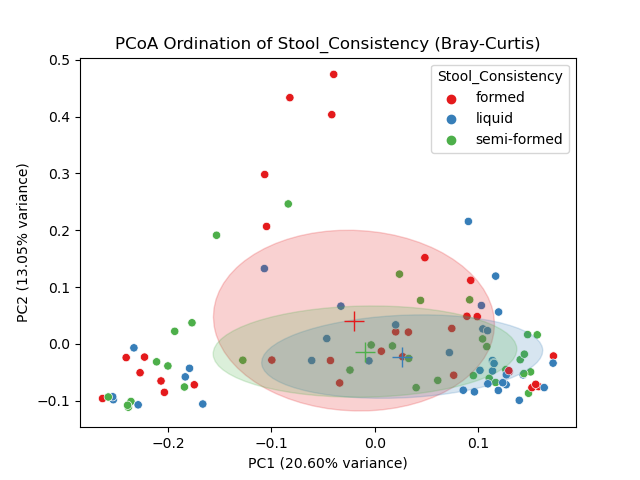 PCoA Ordination of Stool_Consistency (Bray-Curtis)
Stool_Consistency
formed
liquid
semi-formed
PC2 (13.05% variance)
0.5
0.4
0.3
0.2
0.1
0.0
−0.1
−0.2
−0.1
0.0
0.1
PC1 (20.60% variance)